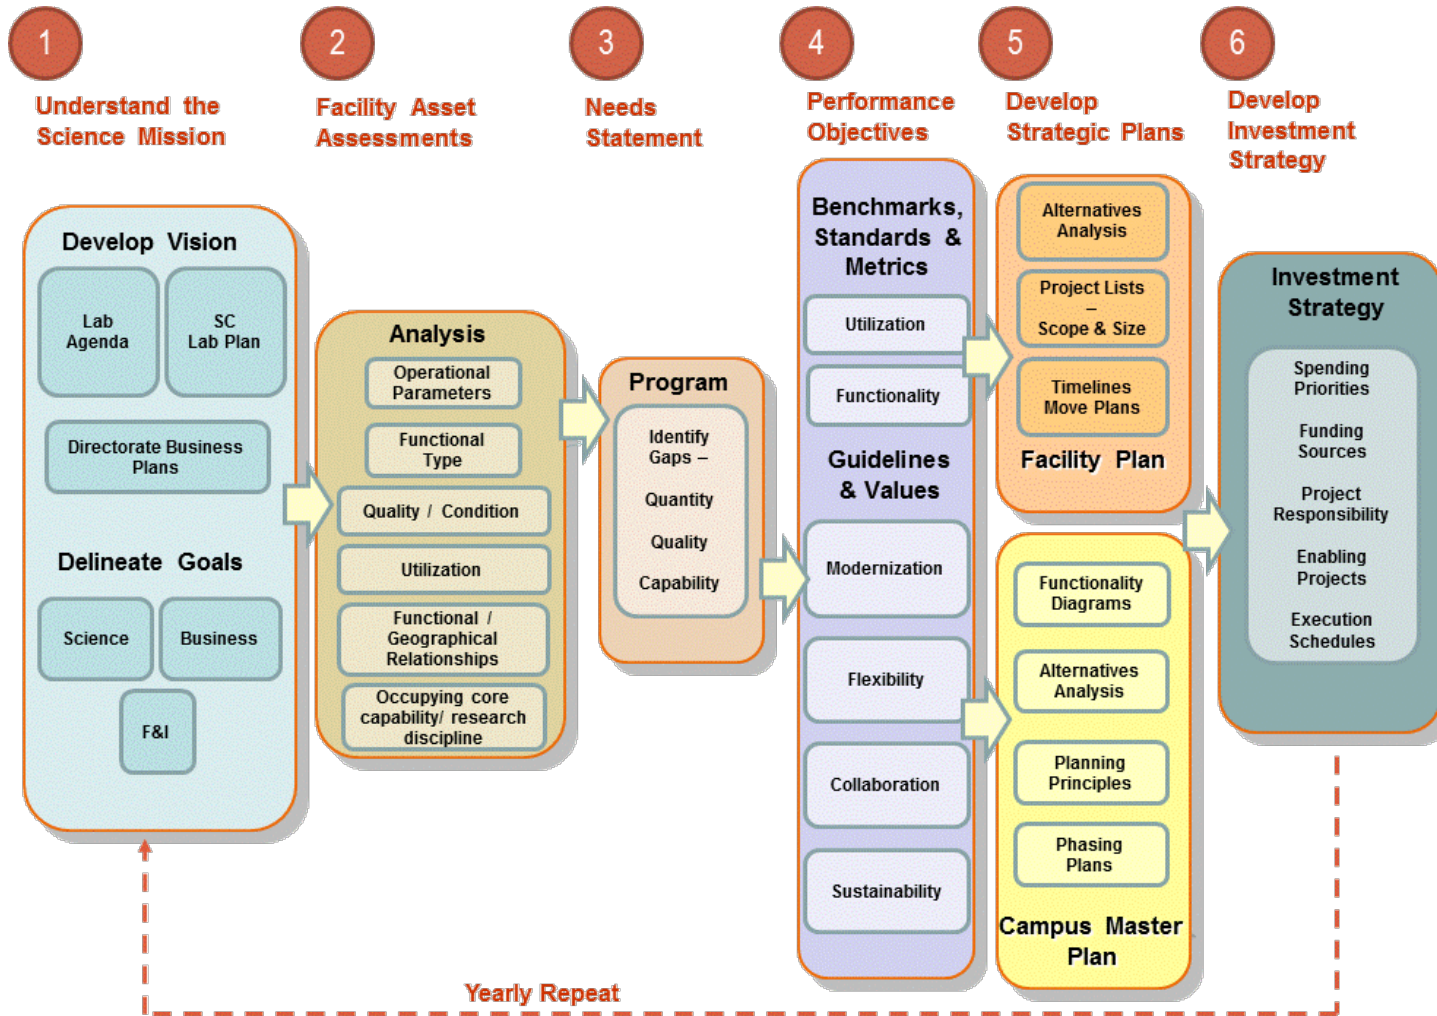 1
Understand the
Science Mission
Develop Vision
Lab
Agenda
SC
Lab Plan
Directorate Business
Plans
Delineate Goals
Science
Business
F&I
2
Facility Asset
Assessments
Analysis
Operational
Parameters
Functional
Type
Quality / Condition
Utilization
Functional /
Geographical
Relationships
Occupying core
capability/ research
discipline
3
Needs
Statement
Program
Identify
Gaps –
Quantity
Quality
Capability
4
Performance
Objectives
Benchmarks,
Standards &
Metrics
Utilization
Functionality
Guidelines
& Values
Modernization
Flexibility
Collaboration
Sustainability
5
Develop
Strategic Plans
Alternatives
Analysis
Project Lists
–
Scope & Size
Timelines
Move Plans
Facility Plan
Functionality
Diagrams
Alternatives
Analysis
Planning
Principles
Phasing
Plans
Campus Master
Plan
6
Develop
Investment
Strategy
Investment
Strategy
Spending
Priorities
Funding
Sources
Project
Responsibility
Enabling
Projects
Execution
Schedules
Yearly Repeat